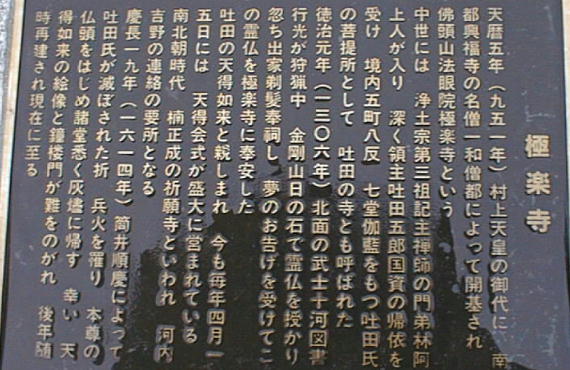 極楽寺
天暦五年（九五一年）村上天皇の御代に 南
都興福寺の名僧一和僧都によって開基され
佛頭山法眼院極楽寺という
中世には 浄土宗第三祖記主禅師の門弟林阿
上人が入り 深く領主吐田五郎国資の帰依を
受け 境内五町八反 七堂伽藍をもつ吐田氏
の菩提所として 吐田の寺とも呼ばれた
徳治元年（一三〇六年）北面の武士十河図書
行光が狩猟中 金剛山日の石で霊仏を授かり
忽ち出家剃髪奉祠し 夢のお告げを受けてこ
の霊仏を極楽寺に奉安した
吐田の天得如来と親しまれ 今も毎年四月一
五日には 天得会式が盛大に営まれている
南北朝時代 楠正成の祈願寺といわれ 河内
吉野の連絡の要所となる
慶長一九年（一六一四年）筒井順慶によって
吐田氏が滅ぼされた折 兵火を罹り 本尊の
仏頭をはじめ諸堂悉く灰燼に帰す 幸い 天
得如来の絵像と鐘楼門が難をのがれ 後年随
時再建され現在に至る